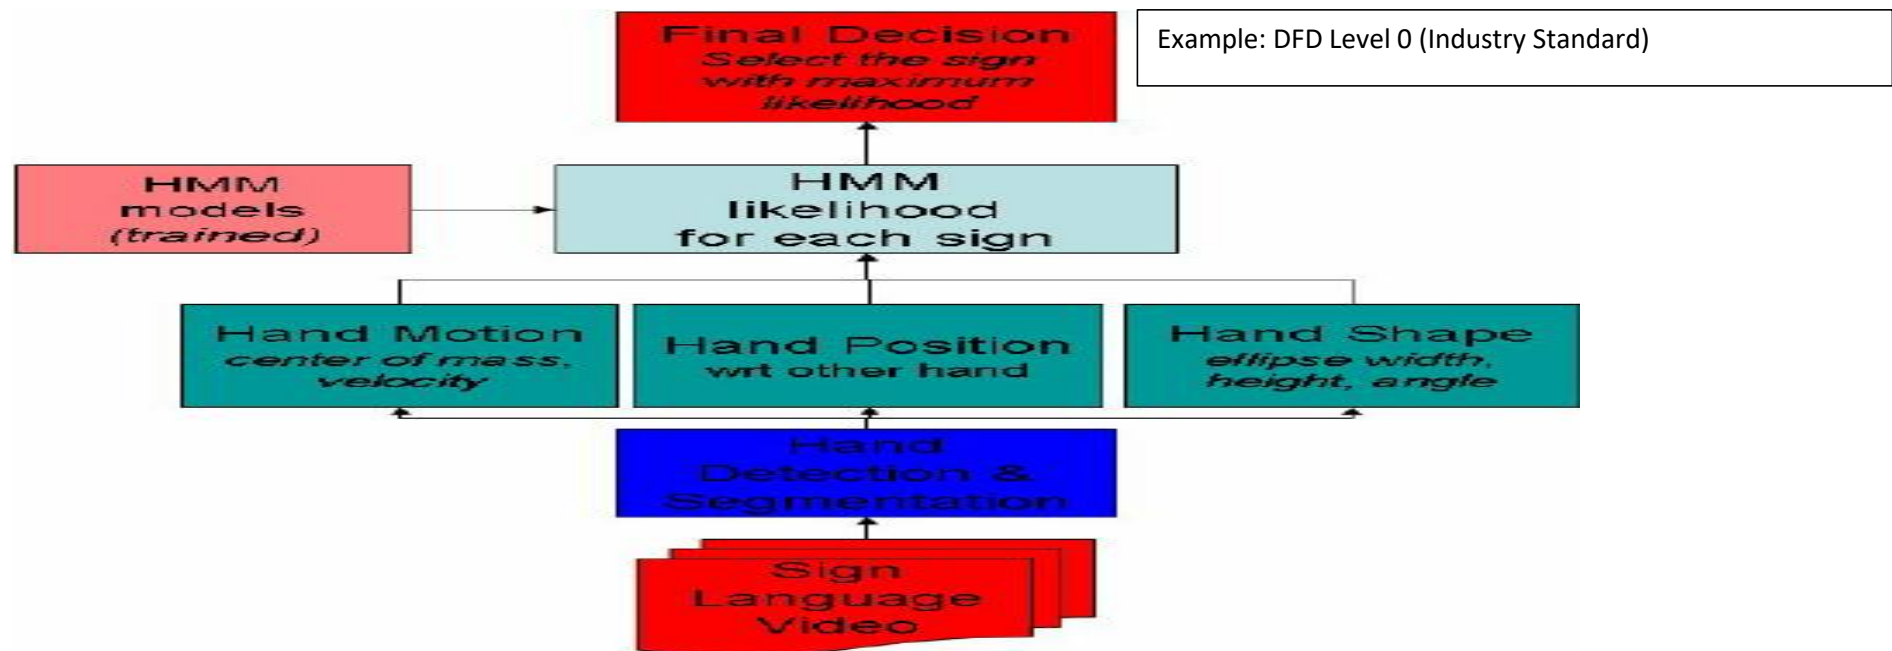 Final Decision
Select the sign
with maximum
likelihood
Example: DFD Level 0 (Industry Standard)
HMM
models
(trained)
HMM
likelihood
for each sign
Hand Motion
center of mass,
velocity
Hand Position
wrt other hand
Hand Shape
ellipse width,
height, angle
Hand
Detection &
Segmentation
Sign
Language
Video